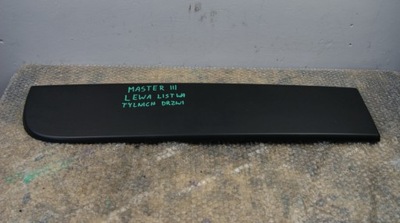 MASTER III
LEWA LISTWA
TYLNICH DRZWI